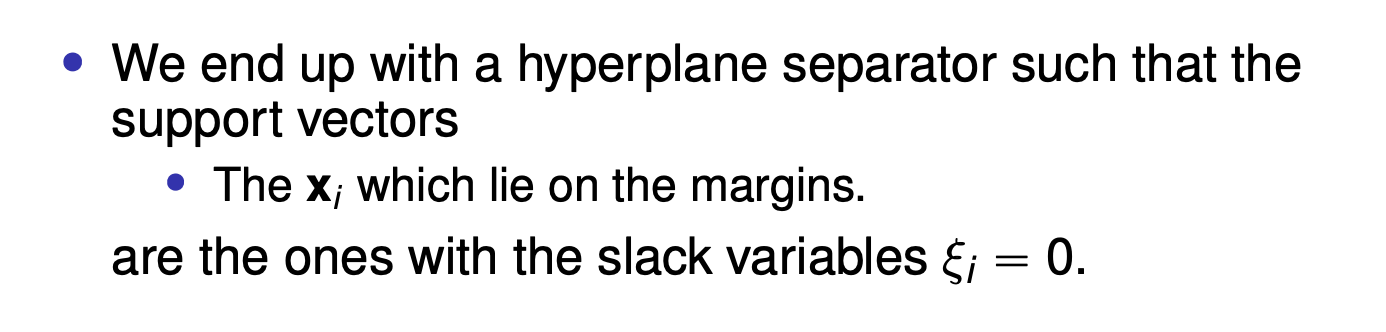 • We end up with a hyperplane separator such that the
support vectors
• The xᵢ which lie on the margins.
are the ones with the slack variables ξᵢ = 0.